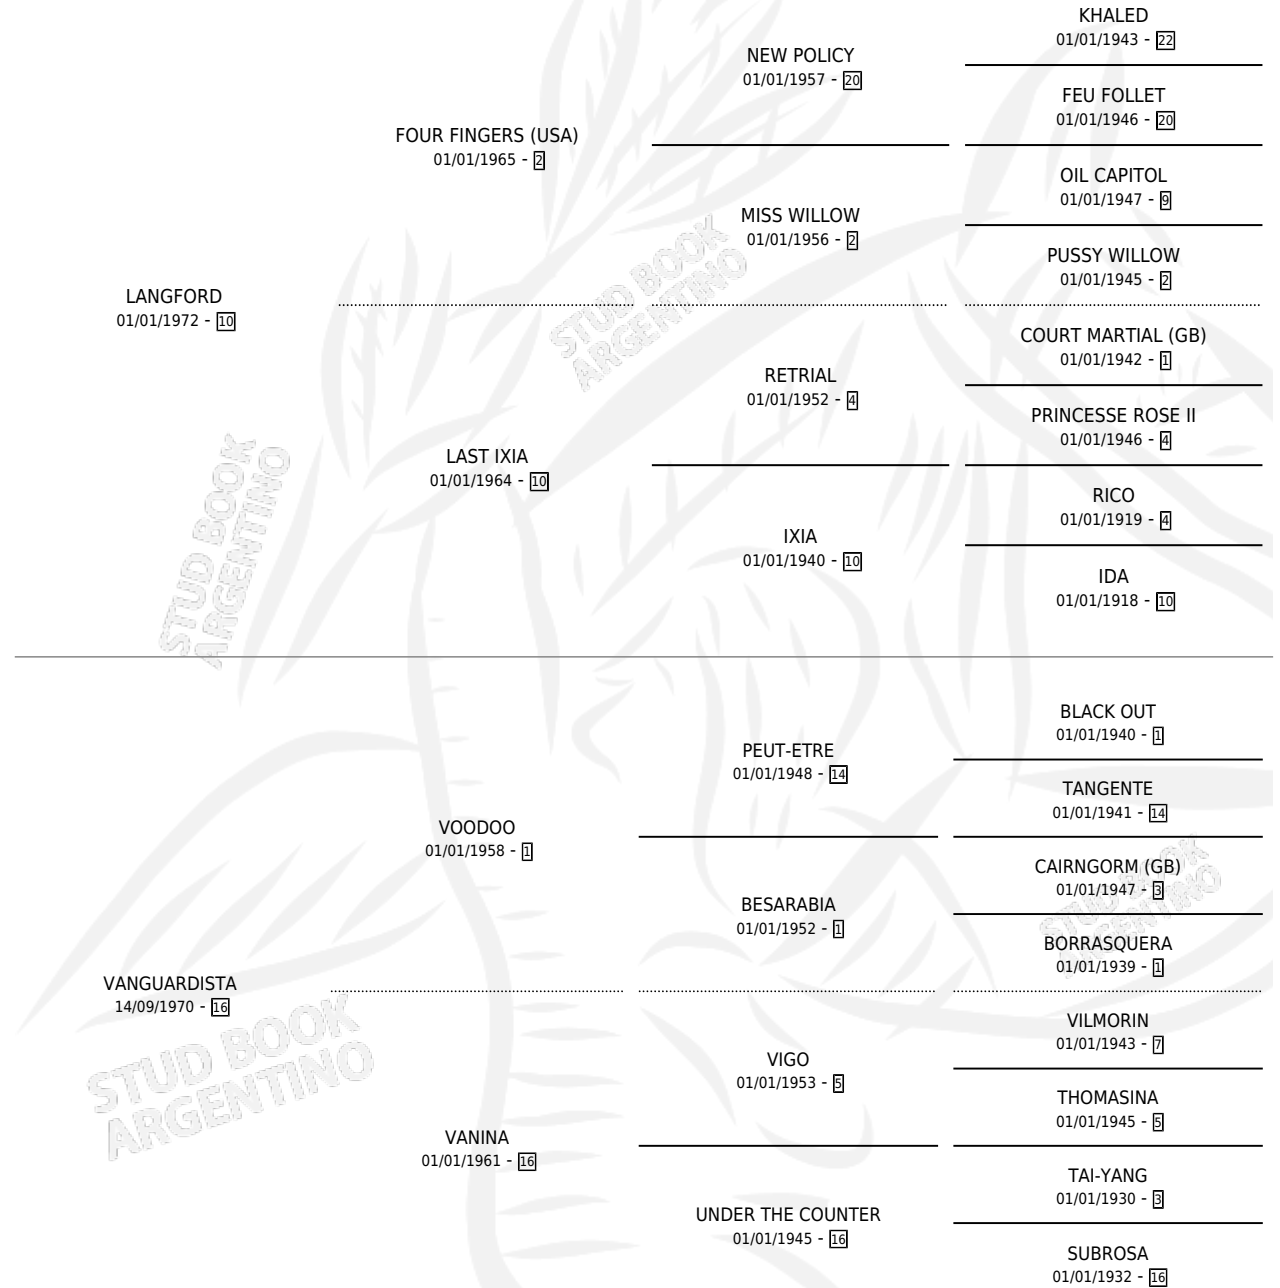 KHALED
01/01/1943 - 22
NEW POLICY
01/01/1957 - 20
FEU FOLLET
01/01/1946 - 20
FOUR FINGERS (USA)
01/01/1965 - 2
OIL CAPITOL
01/01/1947 - 9
MISS WILLOW
01/01/1956 - 2
PUSSY WILLOW
01/01/1945 - 2
LANGFORD
01/01/1972 - 10
COURT MARTIAL (GB)
01/01/1942 - 1
RETRIAL
01/01/1952 - 4
PRINCESSE ROSE II
01/01/1946 - 4
LAST IXIA
01/01/1964 - 10
RICO
01/01/1919 - 4
IXIA
01/01/1940 - 10
IDA
01/01/1918 - 10
BLACK OUT
01/01/1940 - 1
PEUT-ETRE
01/01/1948 - 14
TANGENTE
01/01/1941 - 14
VOODOO
01/01/1958 - 1
CAIRNGORM (GB)
01/01/1947 - 3
BESARABIA
01/01/1952 - 1
BORRASQUERA
01/01/1939 - 1
VANGUARDISTA
14/09/1970 - 16
VILMORIN
01/01/1943 - 7
VIGO
01/01/1953 - 5
THOMASINA
01/01/1945 - 5
VANINA
01/01/1961 - 16
TAI-YANG
01/01/1930 - 3
UNDER THE COUNTER
01/01/1945 - 16
SUBROSA
01/01/1932 - 16
STUD BOOK
ARGENTINO
STUD BOOK
ARGENTINO
STUD BOOK
ARGENTINO
STUD BOOK
ARGENTINO